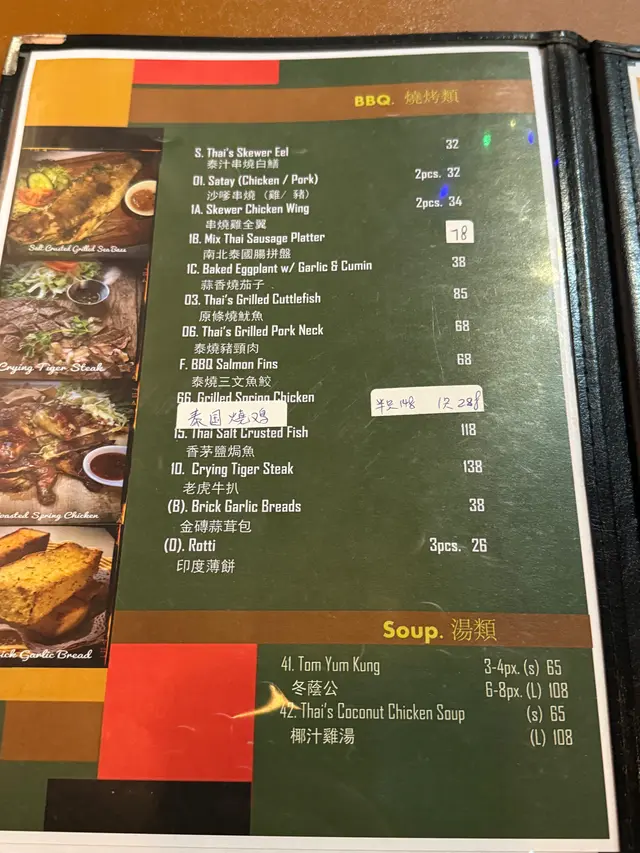 BBQ. 燒烤類
S. Thai's Skewer Eel 32
泰汁串燒白鱔
01. Satay (Chicken / Pork) 2pcs. 32
沙嗲串燒 (雞/ 豬)
1A. Skewer Chicken Wing 2pcs. 34
串燒雞全翼
1B. Mix Thai Sausage Platter 78
南北泰國腸拼盤
1C. Baked Eggplant w/ Garlic & Cumin 38
蒜香燒茄子
03. Thai's Grilled Cuttlefish 85
原條燒魷魚
06. Thai's Grilled Pork Neck 68
泰燒豬頸肉
F. BBQ Salmon Fins 68
泰燒三文魚鮫
66. Grilled Spring Chicken 半只 148 1只 288
泰国燒鸡
15. Thai Salt Crusted Fish 118
香茅鹽焗魚
10. Crying Tiger Steak 138
老虎牛扒
(B). Brick Garlic Breads 38
金磚蒜茸包
(0). Rotti 3pcs. 26
印度薄餅
Salt Crusted Grilled Sea Bass
Crying Tiger Steak
oasted Spring Chicken
ick Garlic Bread
Soup. 湯類
41. Tom Yum Kung 3-4px. (s) 65
冬蔭公 6-8px. (L) 108
42. Thai's Coconut Chicken Soup (s) 65
椰汁雞湯 (L) 108